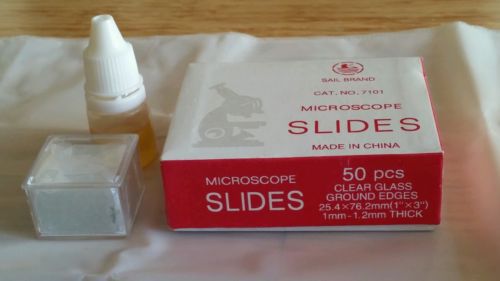 SAIL BRAND
CAT. NO. 7101
MICROSCOPE
SLIDES
MADE IN CHINA
MICROSCOPE
SLIDES
50 pcs
CLEAR GLASS
GROUND EDGES
25.4×76.2mm(1"×3")
1mm-1.2mm THICK